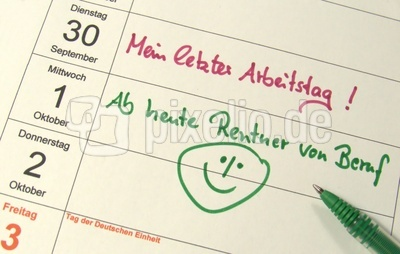 Dienstag
30
September
Mein letzter Arbeitstag !
Mittwoch
1
Oktober
Ab heute Rentner von Beruf
pixelio.de
Donnerstag
2
Oktober
Freitag
3
Tag der Deutschen Einheit